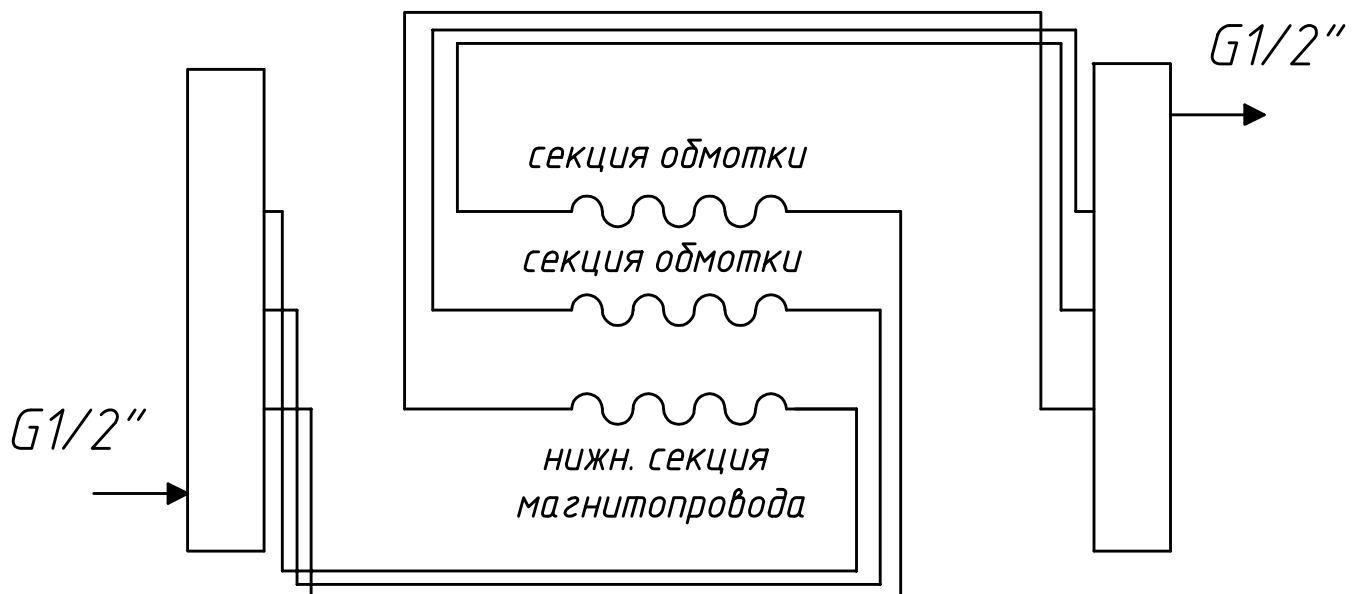 G1/2"
секция обмотки
секция обмотки
G1/2"
нижн. секция
магнитопровода